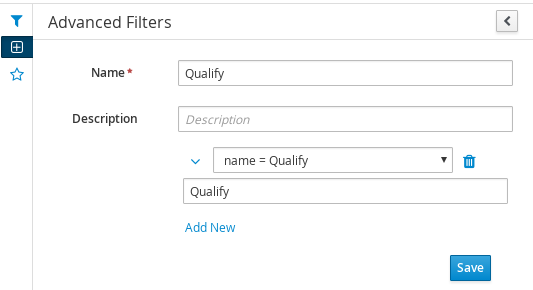 Advanced Filters
Name*
Qualify
Description
Description
name = Qualify
Qualify
Add New
Save